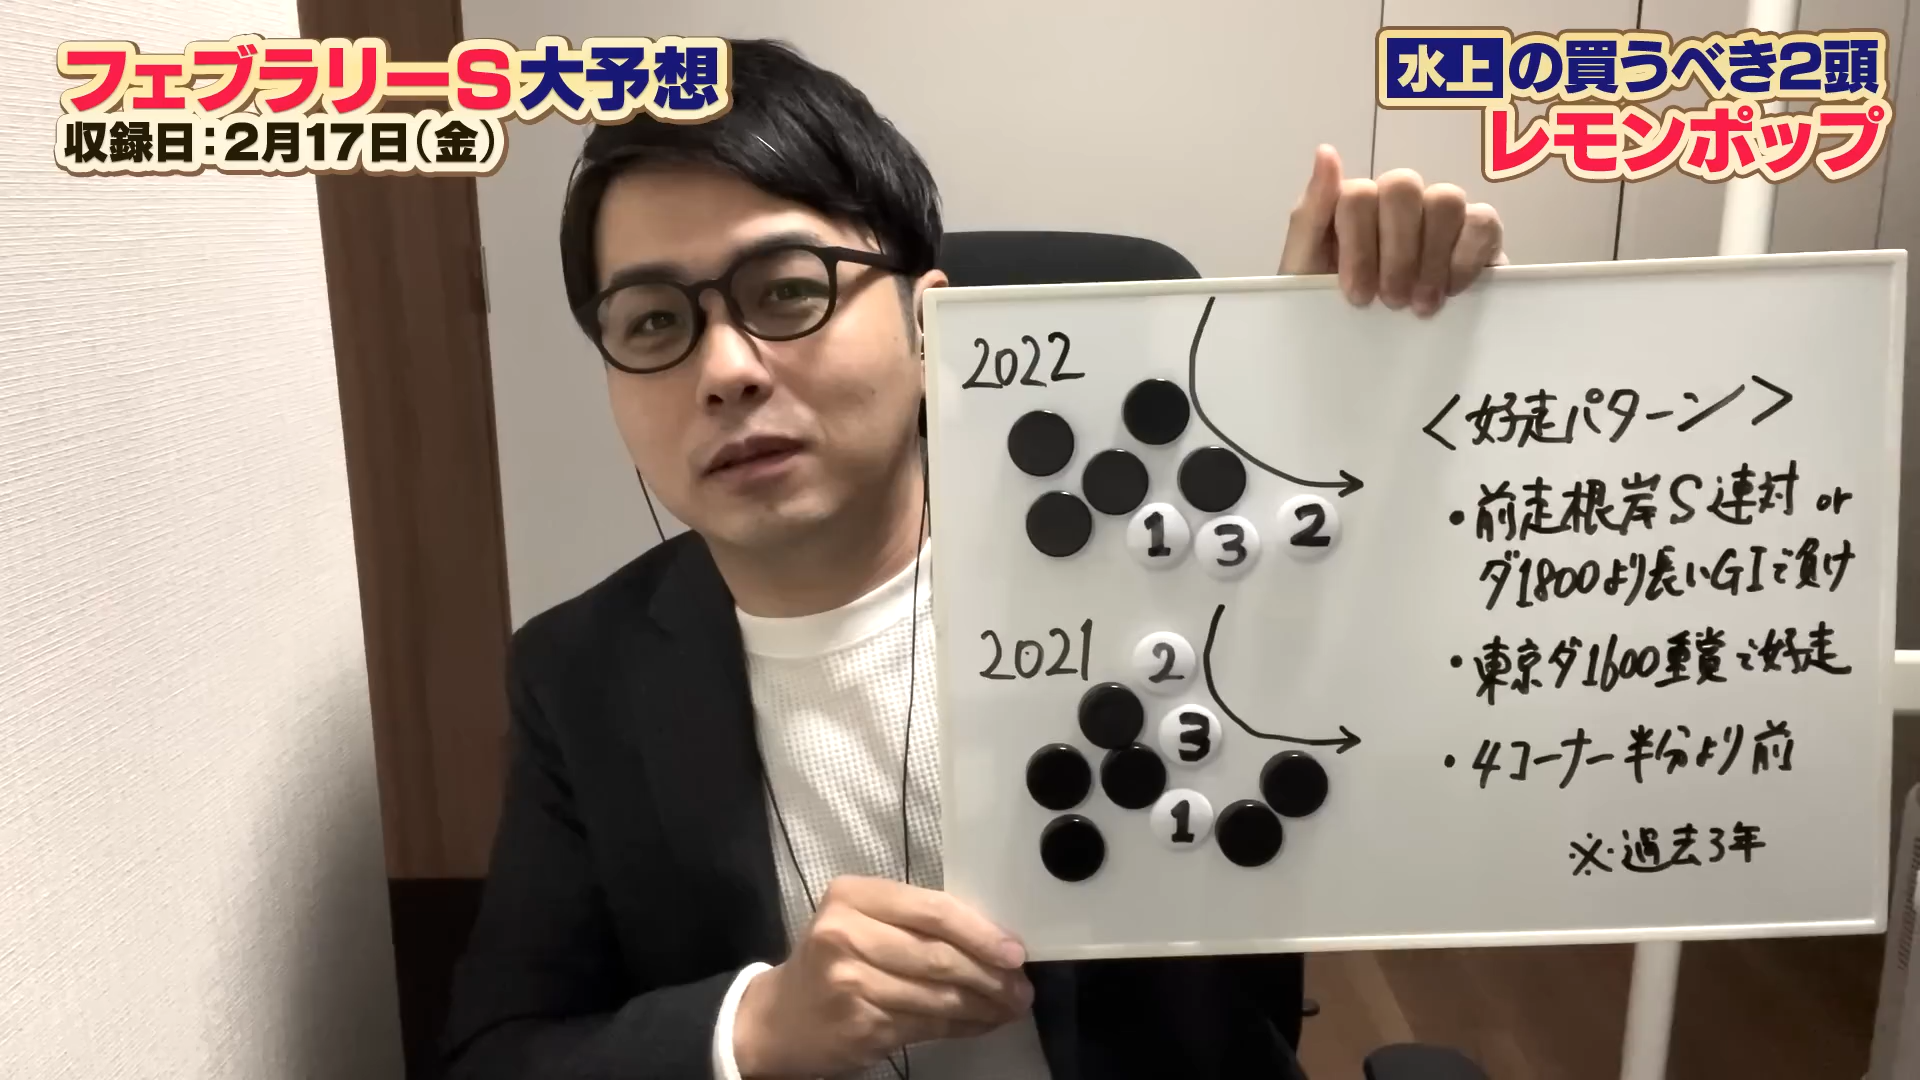 フェブラリーS大予想
収録日：2月17日（金）
水上の買うべき2頭
レモンポップ
2022
1 3 2
2021
2
3
1
＜好走パターン＞
・前走根岸S連対 or
ダ1800より長いGIで負け
・東京ダ1600重賞で好走
・4コーナー半分より前
※過去3年